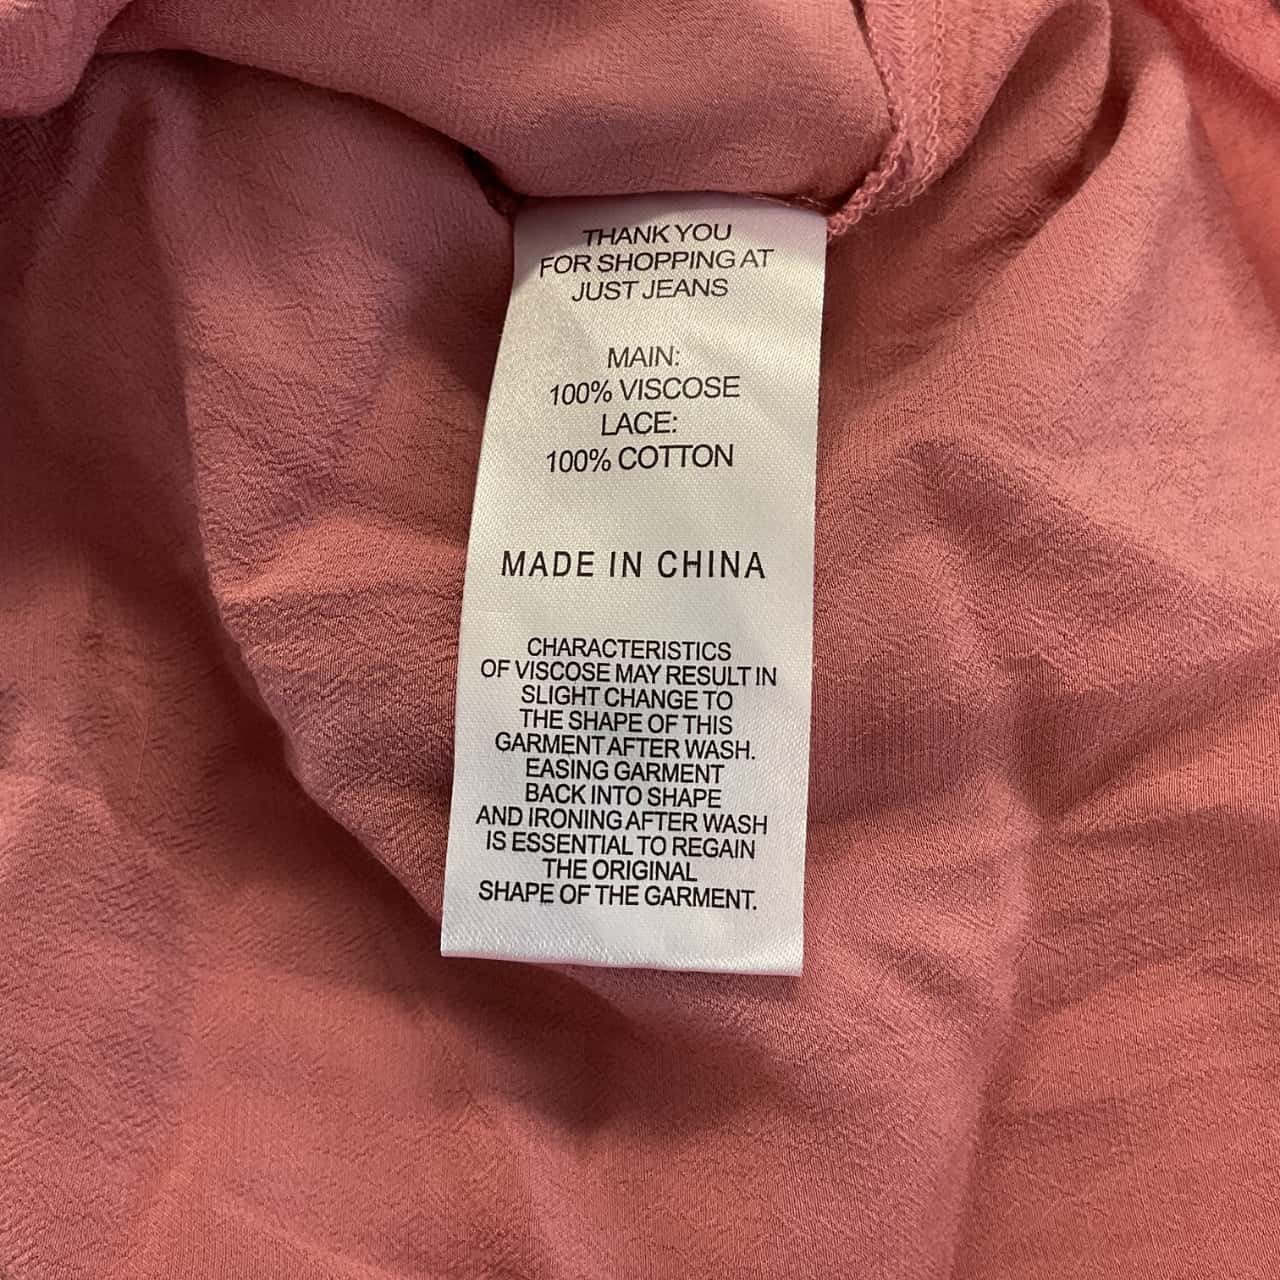 THANK YOU
FOR SHOPPING AT
JUST JEANS
MAIN:
100% VISCOSE
LACE:
100% COTTON
MADE IN CHINA
CHARACTERISTICS
OF VISCOSE MAY RESULT IN
SLIGHT CHANGE TO
THE SHAPE OF THIS
GARMENT AFTER WASH.
EASING GARMENT
BACK INTO SHAPE
AND IRONING AFTER WASH
IS ESSENTIAL TO REGAIN
THE ORIGINAL
SHAPE OF THE GARMENT.